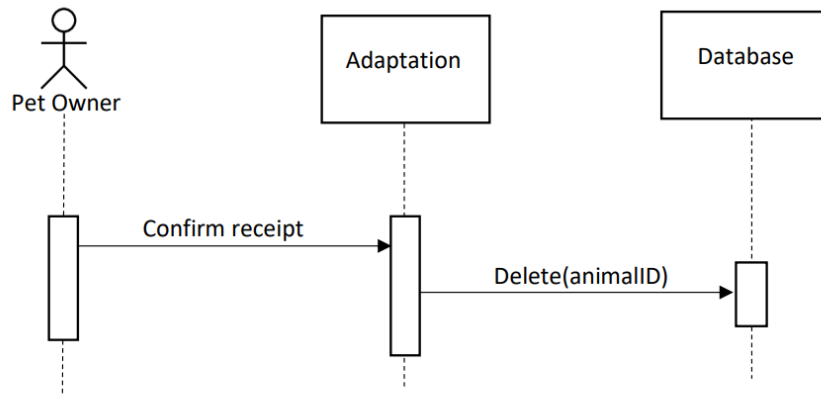 Adaptation
Database
Pet Owner
Confirm receipt
Delete(animalID)